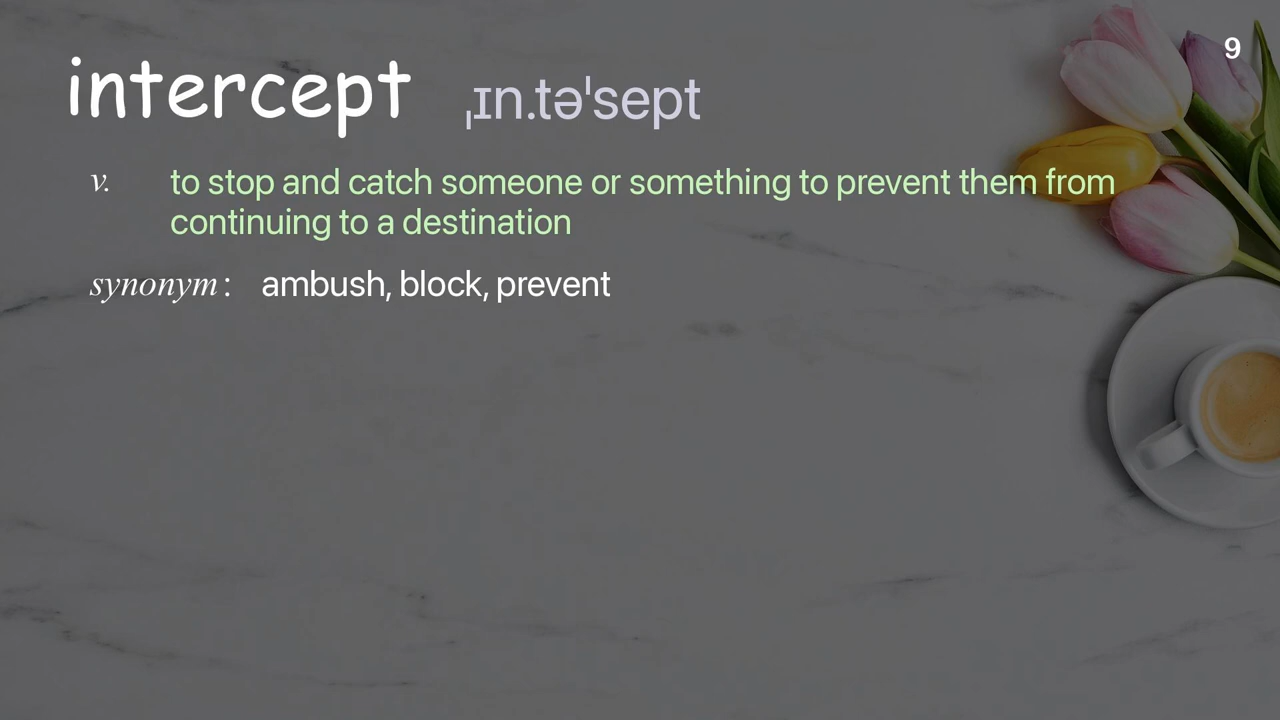 9
intercept ˌɪn.təˈsept
v. to stop and catch someone or something to prevent them from
continuing to a destination
synonym: ambush, block, prevent